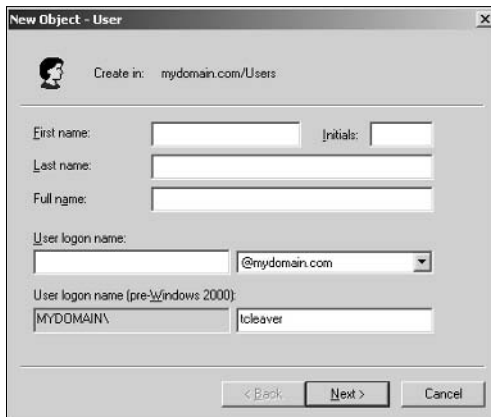 New Object - User
Create in: mydomain.com/Users
First name:
Initials:
Last name:
Full name:
User logon name:
@mydomain.com
User logon name (pre-Windows 2000):
MYDOMAIN\
tcleaver
< Back
Next >
Cancel